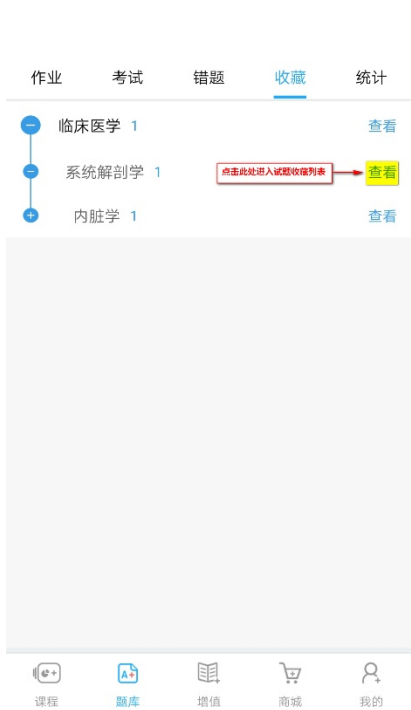 作业 考试 错题 收藏 统计
临床医学 1 查看
系统解剖学 1 点击此处进入试题收藏列表 查看
内脏学 1 查看
A+
课程 题库 增值 商城 我的